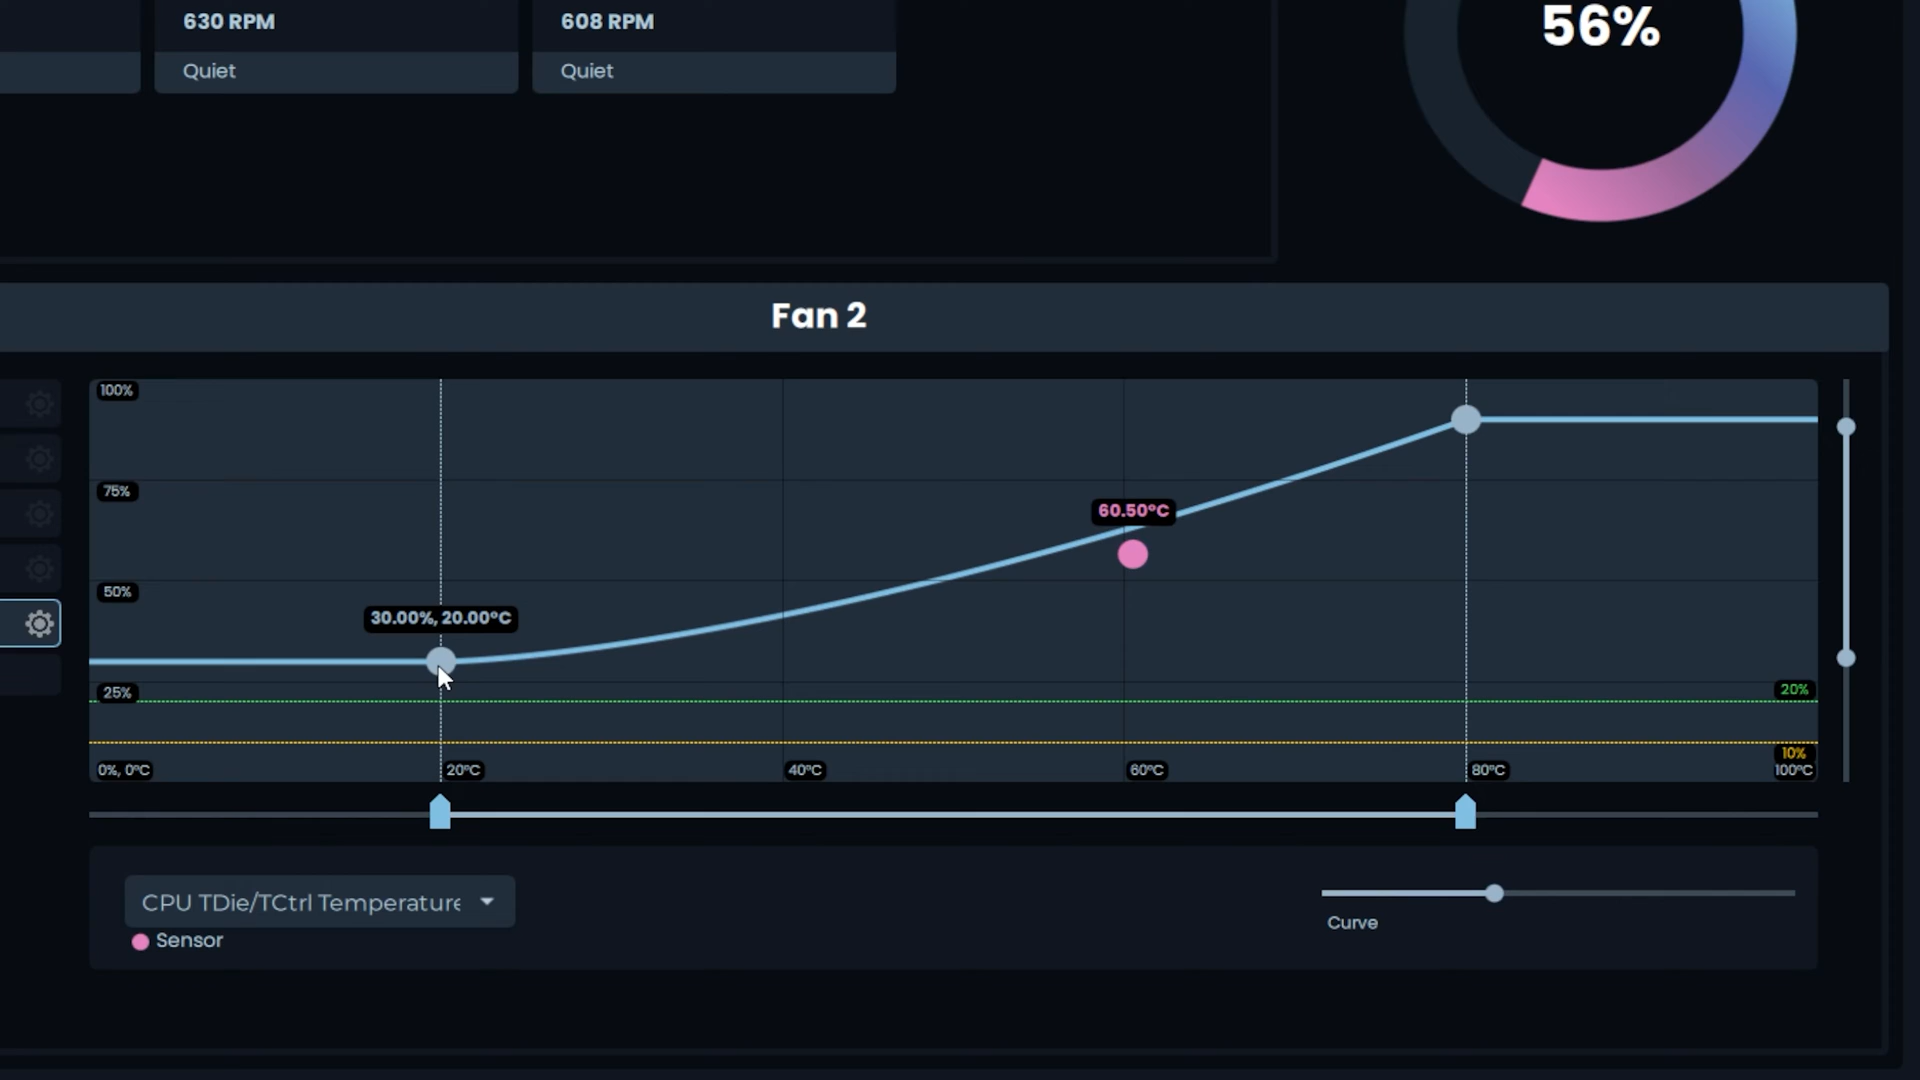 630 RPM
608 RPM
56%
Quiet
Quiet
Fan 2
100%
75%
60.50°C
50%
30.00%, 20.00°C
25%
20%
10%
0%, 0°C
20°C
40°C
60°C
80°C
100°C
CPU TDie/TCtrl Temperature
Sensor
Curve